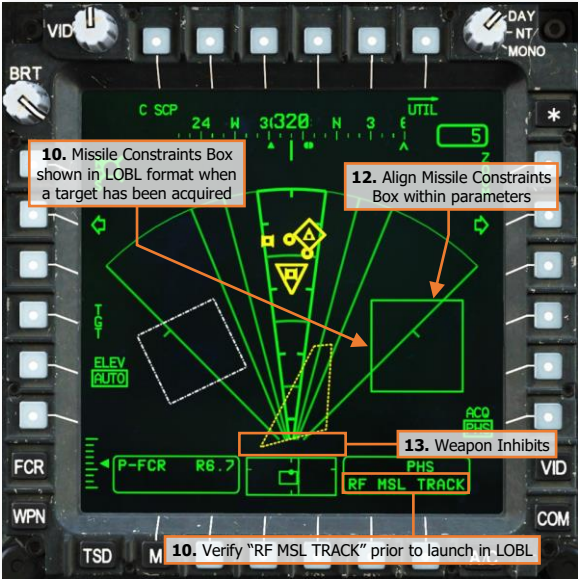 VID
DAY
NT
MONO
BRT
C SCP
UTIL
24 W 3(320 N 3 6
5
*
10. Missile Constraints Box
shown in LOBL format when
a target has been acquired
12. Align Missile Constraints
Box within parameters
Z
TGT
ELEV
AUTO
ACQ
PHS
13. Weapon Inhibits
FCR
P-FCR R6.7
PHS
RF MSL TRACK
VID
WPN
COM
TSD
M
10. Verify "RF MSL TRACK" prior to launch in LOBL